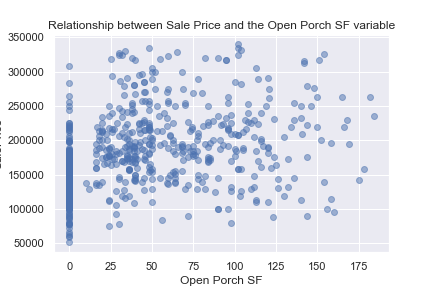 Relationship between Sale Price and the Open Porch SF variable
350000
300000
250000
200000
150000
100000
50000
0 25 50 75 100 125 150 175
Open Porch SF